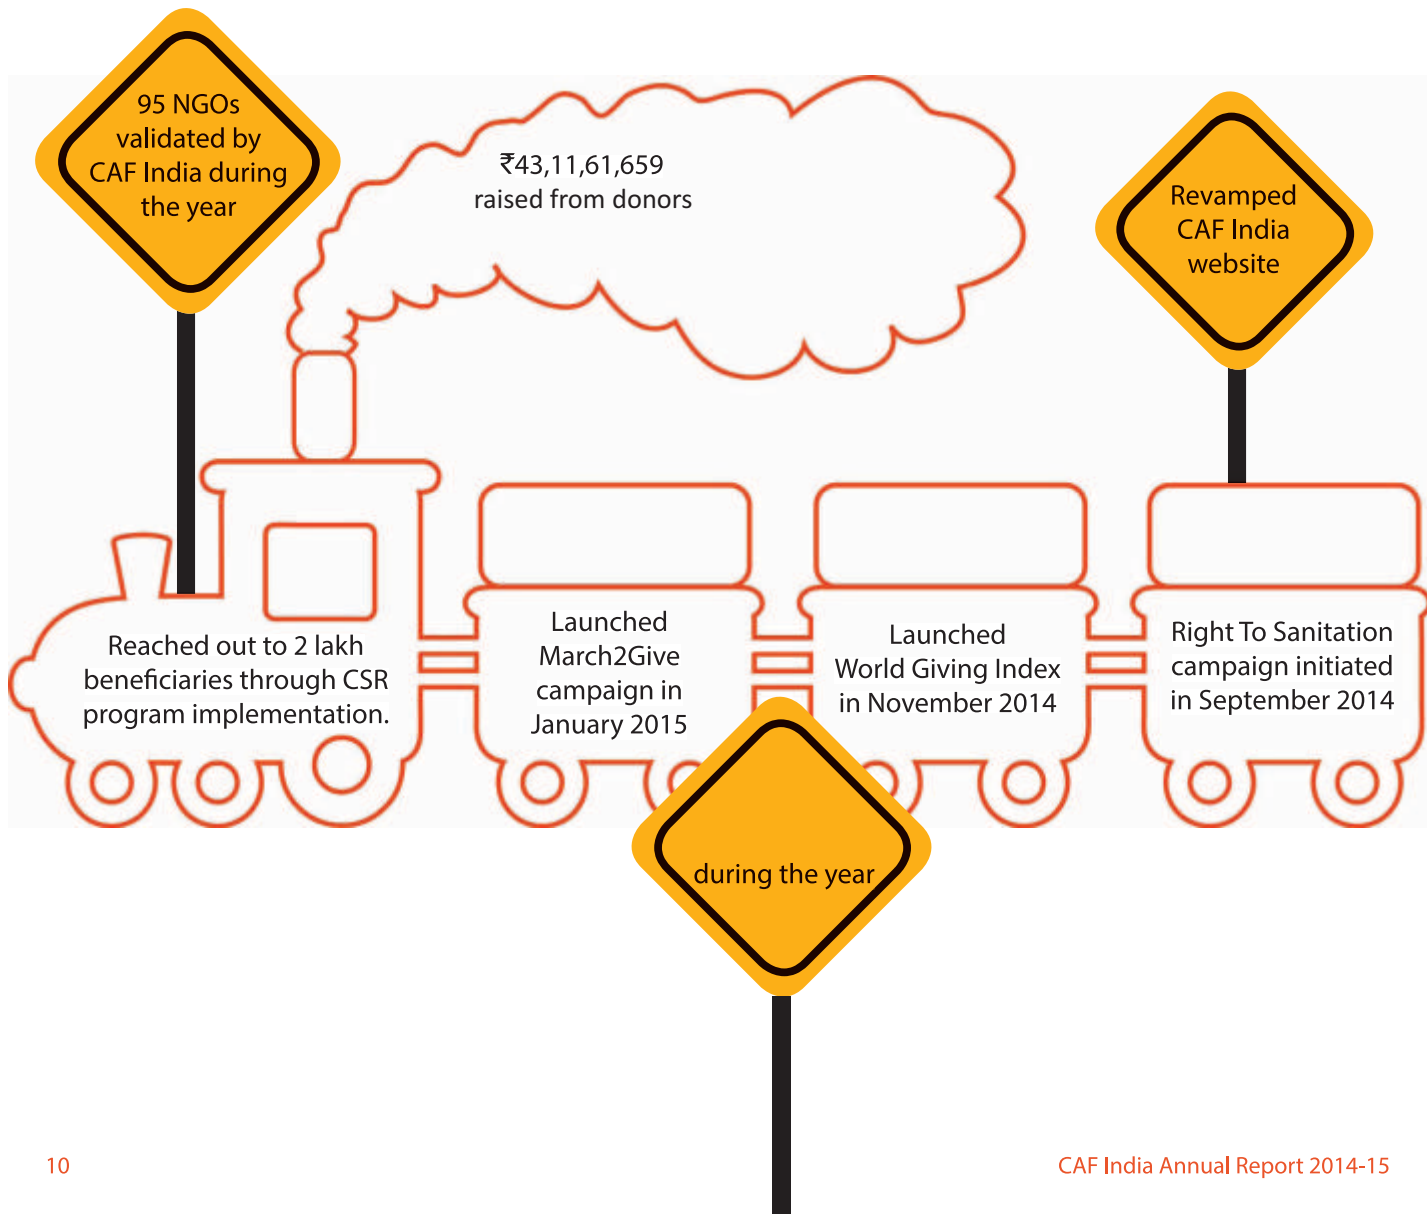 95 NGOs
validated by
CAF India during
the year
₹43,11,61,659
raised from donors
Revamped
CAF India
website
Reached out to 2 lakh
beneficiaries through CSR
program implementation.
Launched
March2Give
campaign in
January 2015
Launched
World Giving Index
in November 2014
Right To Sanitation
campaign initiated
in September 2014
during the year
10
CAF India Annual Report 2014-15